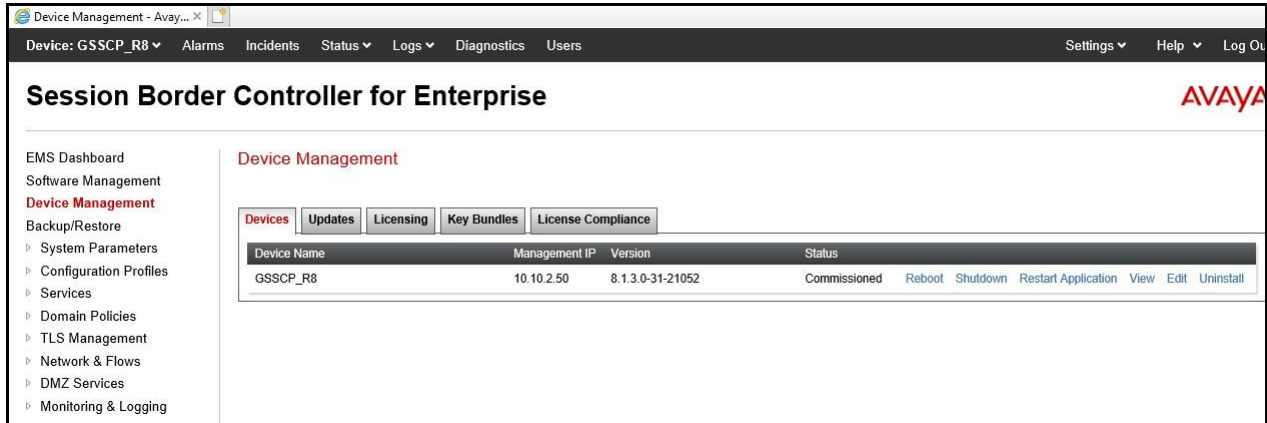 Device Management - Avay...
Device: GSSCP_R8 Alarms Incidents Status Logs Diagnostics Users Settings Help Log Ou
Session Border Controller for Enterprise
AVAYA
EMS Dashboard
Software Management
Device Management
Backup/Restore
System Parameters
Configuration Profiles
Services
Domain Policies
TLS Management
Network & Flows
DMZ Services
Monitoring & Logging
Device Management
Devices Updates Licensing Key Bundles License Compliance
Device Name Management IP Version Status
GSSCP_R8 10.10.2.50 8.1.3.0-31-21052 Commissioned Reboot Shutdown Restart Application View Edit Uninstall